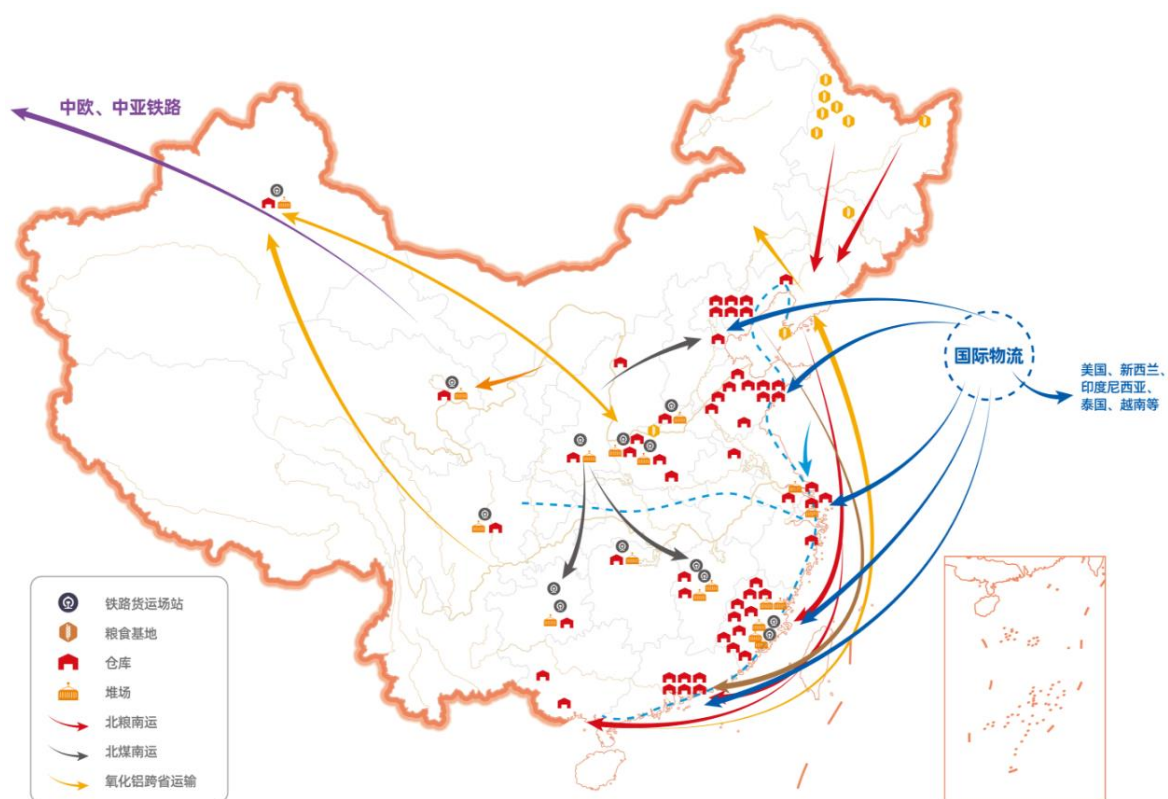 中欧、中亚铁路
国际物流
美国、新西兰、
印度尼西亚、
泰国、越南等
铁路货运场站
粮食基地
仓库
堆场
北粮南运
北煤南运
氧化铝跨省运输